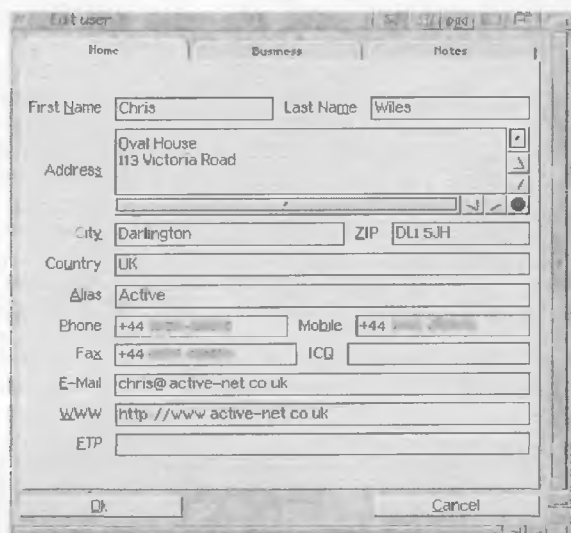 Edit user
Home Business Notes
First Name Chris Last Name Wiles
Address Oval House
113 Victoria Road
City Darlington ZIP DL1 5JH
Country UK
Alias Active
Phone +44 Mobile +44
Fax +44 ICQ
E-Mail chris@active-net co uk
WWW http //www active-net co uk
FTP
Ok Cancel